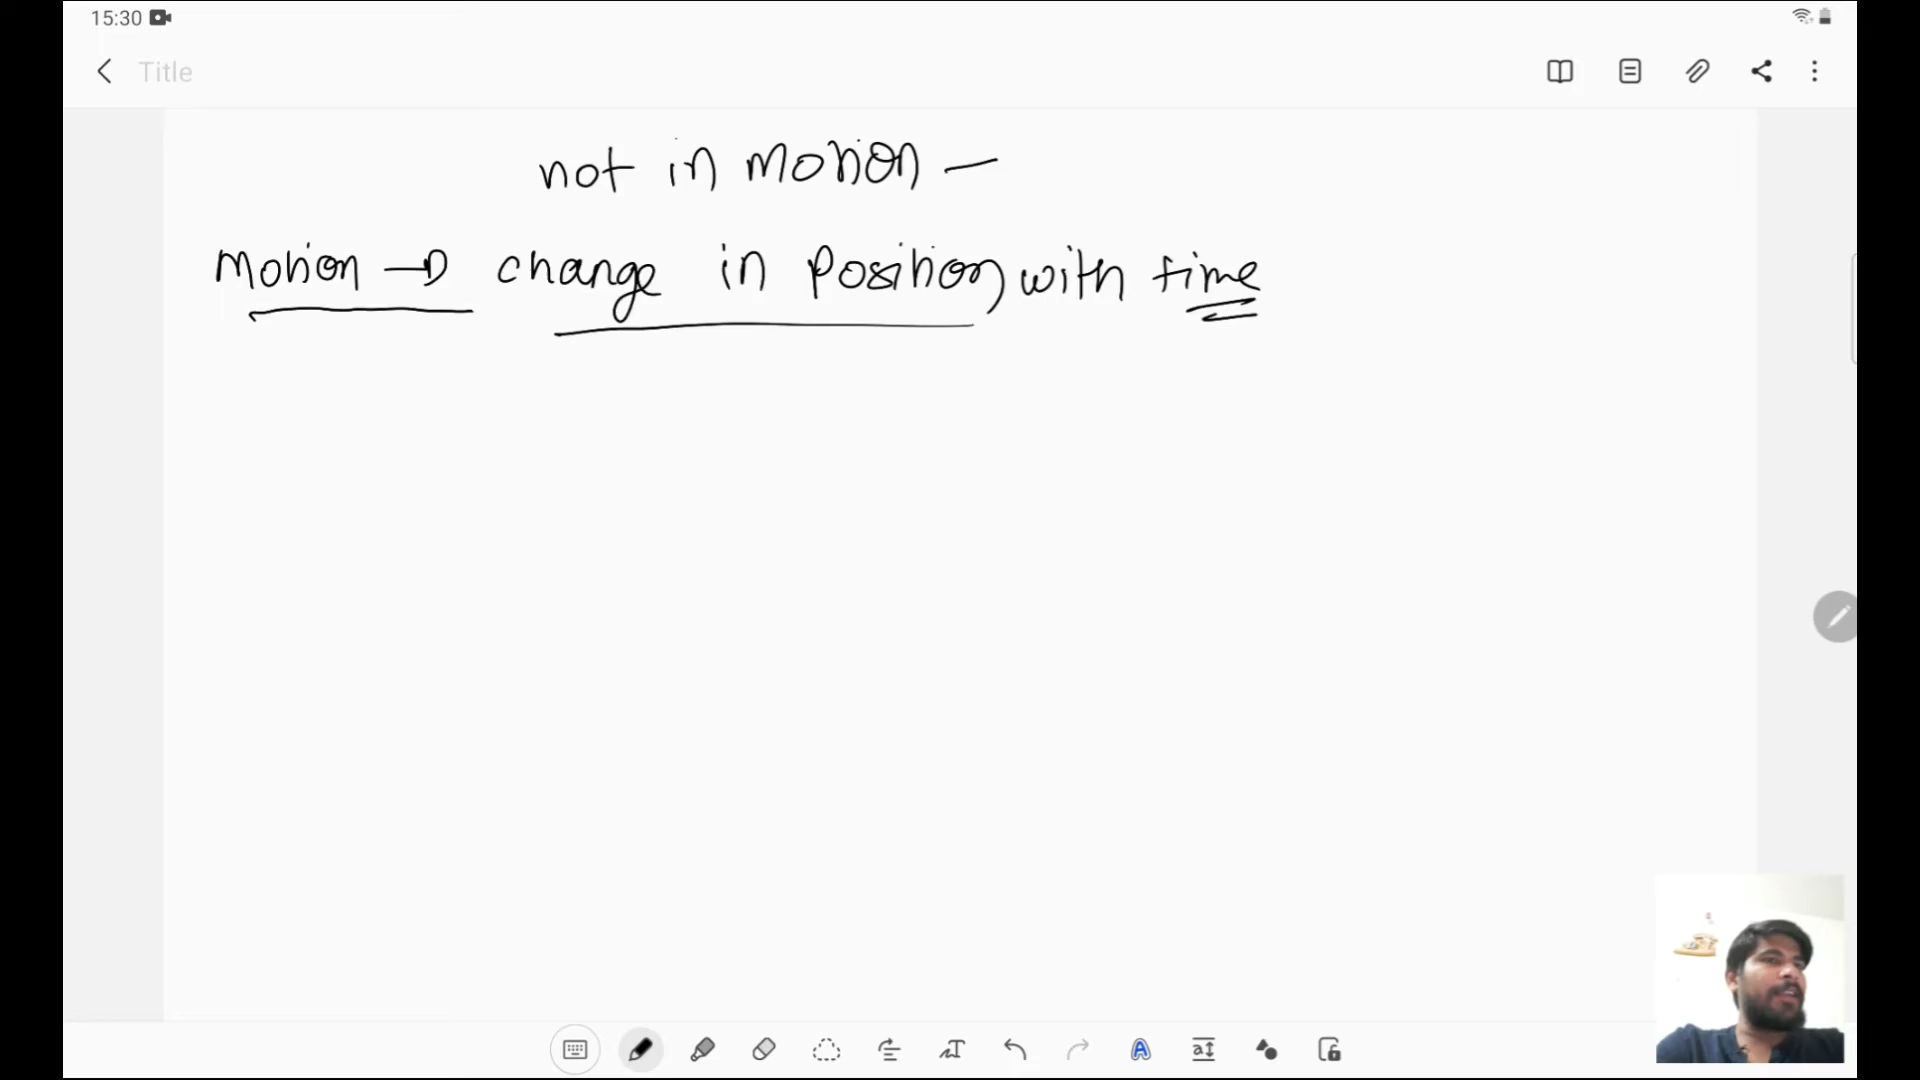 15:30
Title
not in motion —
Motion → change in position with time